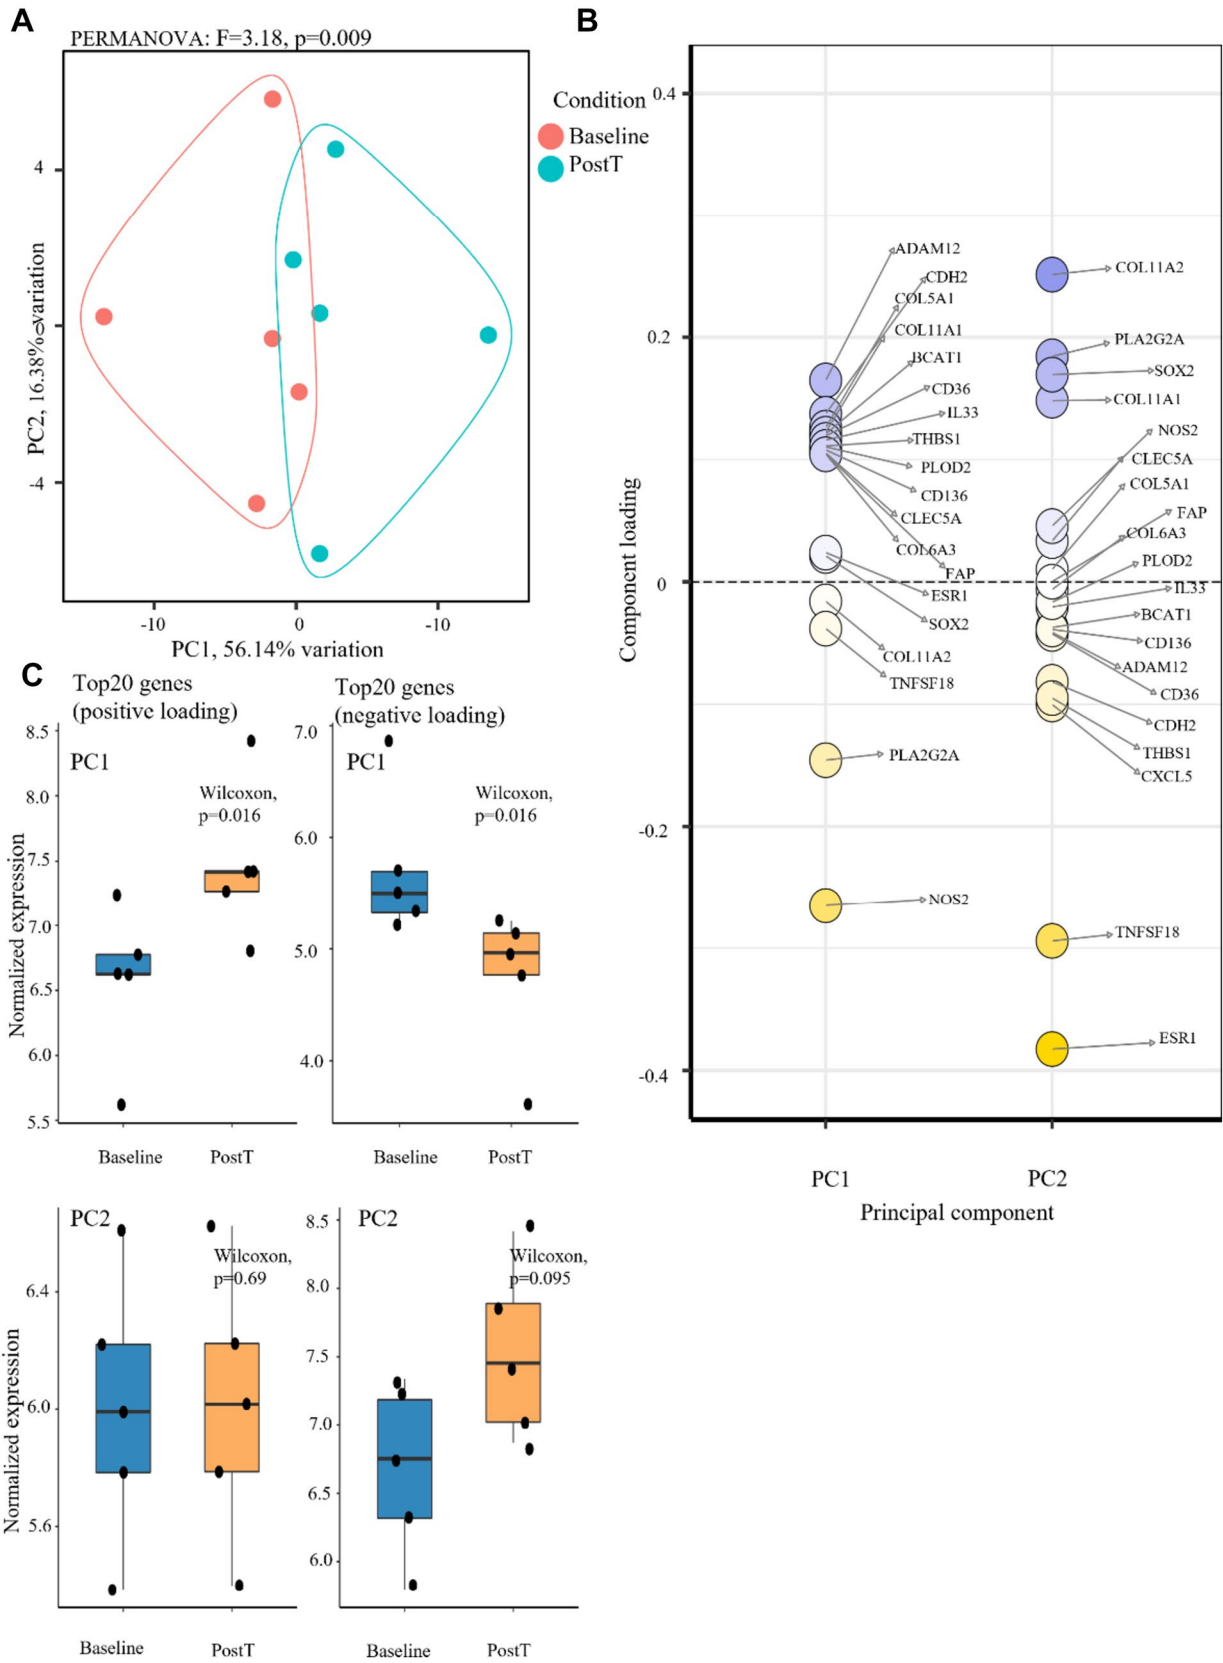 A
PERMANOVA: F=3.18, p=0.009
Condition
Baseline
PostT
PC2, 16.38% variation
4
-4
-10
0
-10
PC1, 56.14% variation
B
Component loading
0.4
0.2
0
-0.2
-0.4
ADAM12
CDH2
COL5A1
COL11A1
BCAT1
CD36
IL33
THBS1
PLOD2
CD136
CLEC5A
COL6A3
FAP
ESR1
SOX2
COL11A2
TNFSF18
PLA2G2A
NOS2
COL11A2
PLA2G2A
SOX2
COL11A1
NOS2
CLEC5A
COL5A1
FAP
COL6A3
PLOD2
IL33
BCAT1
CD136
ADAM12
CD36
CDH2
THBS1
CXCL5
TNFSF18
ESR1
PC1
PC2
Principal component
C
Top20 genes
(positive loading)
PC1
Wilcoxon,
p=0.016
Normalized expression
8.5
8.0
7.5
7.0
6.5
6.0
5.5
Baseline
PostT
Top20 genes
(negative loading)
PC1
Wilcoxon,
p=0.016
7.0
6.0
5.0
4.0
Baseline
PostT
PC2
Wilcoxon,
p=0.69
Normalized expression
6.4
6.0
5.6
Baseline
PostT
PC2
Wilcoxon,
p=0.095
8.5
8.0
7.5
7.0
6.5
6.0
Baseline
PostT